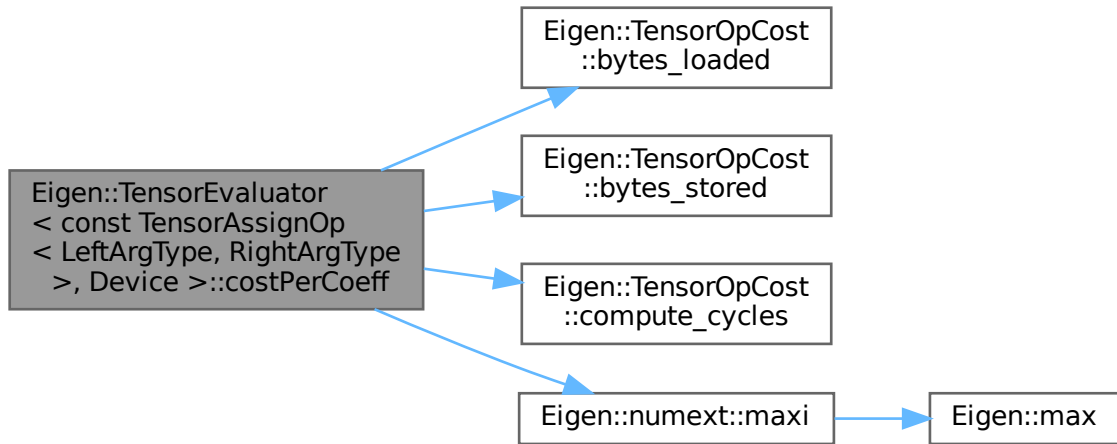 Eigen::TensorEvaluator
< const TensorAssignOp
< LeftArgType, RightArgType
>, Device >::costPerCoeff
Eigen::TensorOpCost
::bytes_loaded
Eigen::TensorOpCost
::bytes_stored
Eigen::TensorOpCost
::compute_cycles
Eigen::numext::maxi
Eigen::max